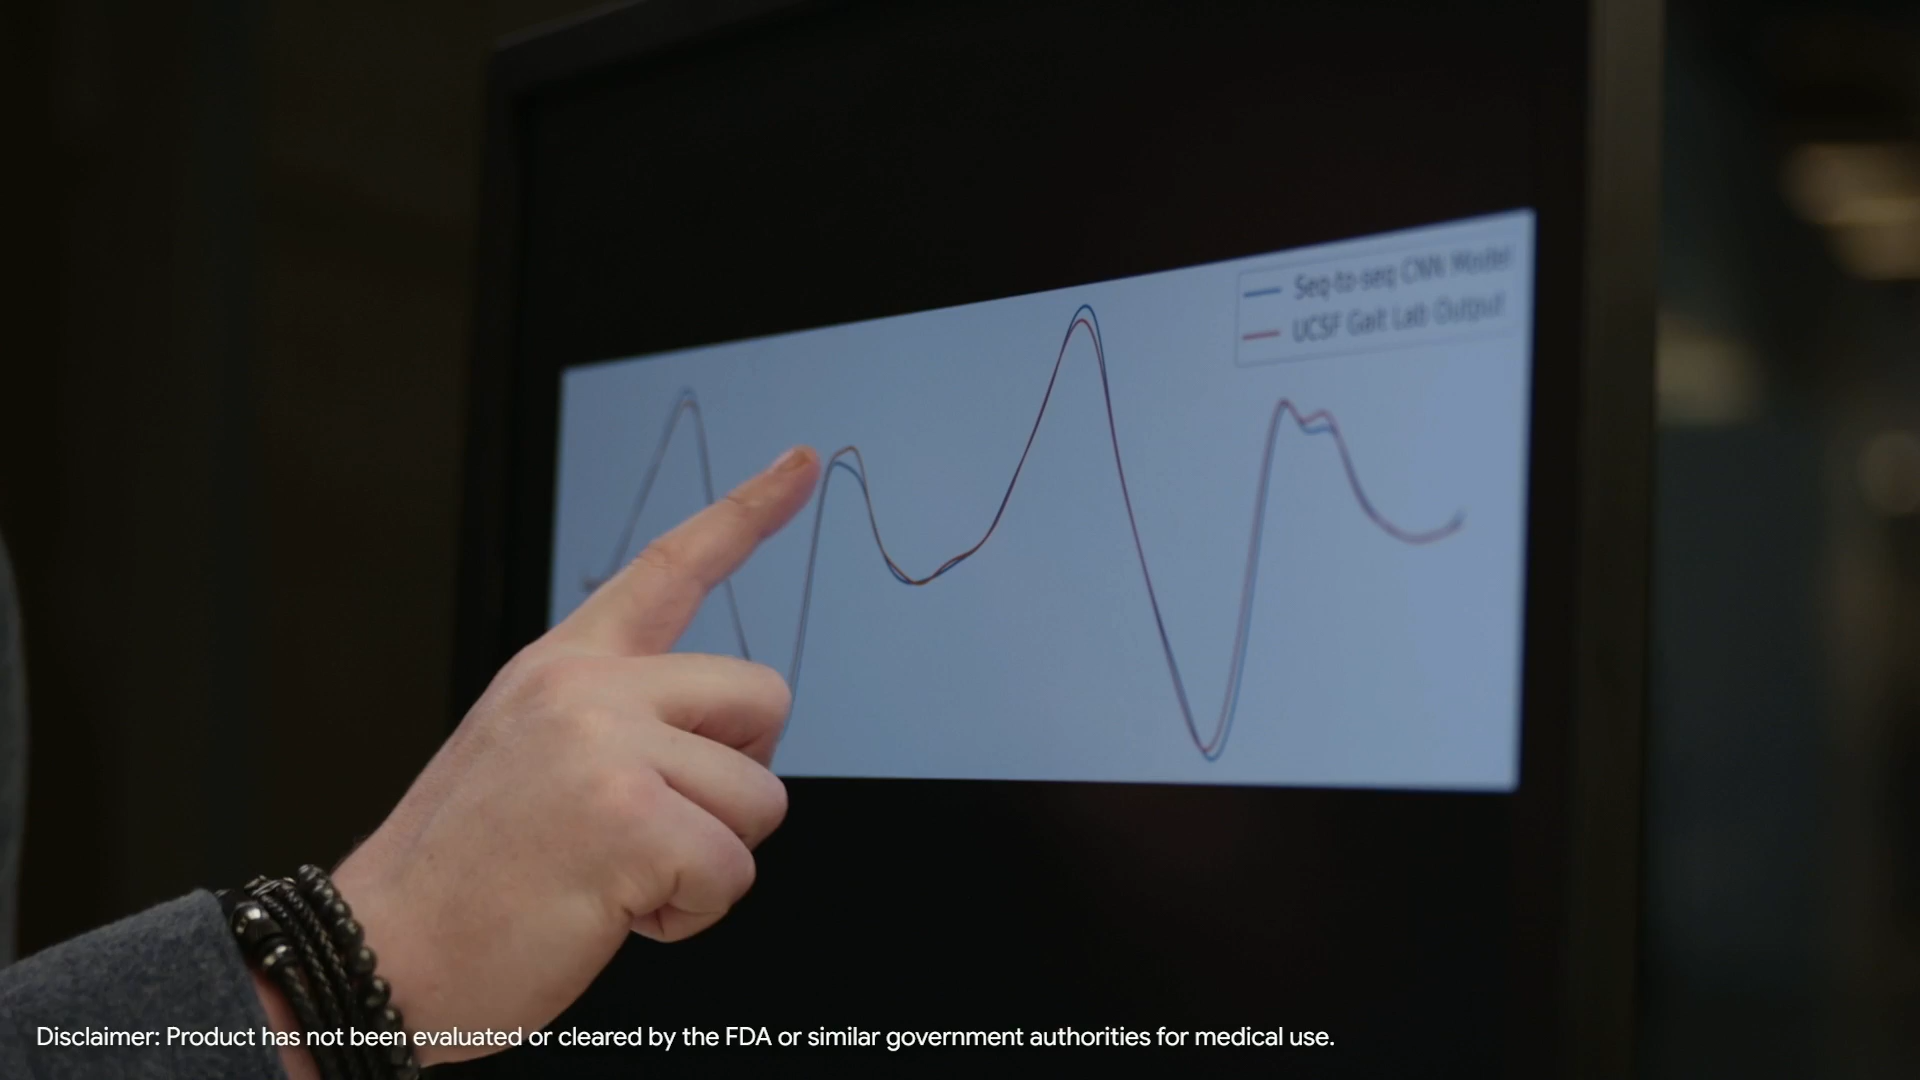 Seq-to-seq CNN Model
UCSF Gait Lab Output
Disclaimer: Product has not been evaluated or cleared by the FDA or similar government authorities for medical use.